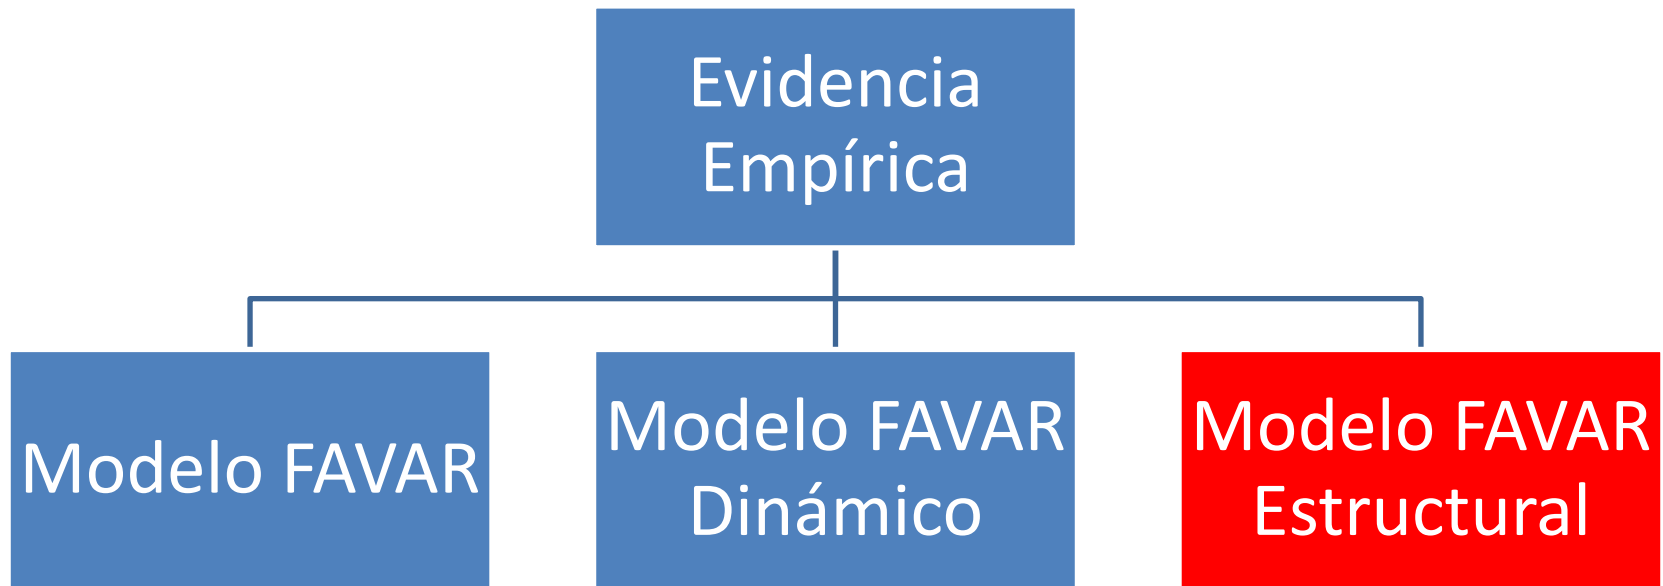 Evidencia
Empírica
Modelo FAVAR
Modelo FAVAR
Dinámico
Modelo FAVAR
Estructural